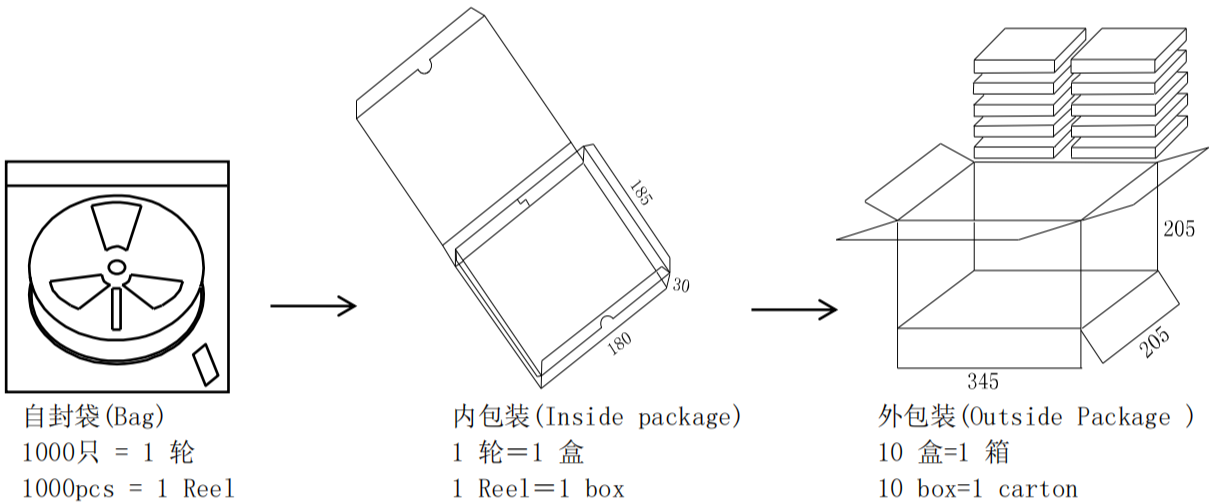 185
30
180
205
205
345
自封袋(Bag)
1000只 = 1 轮
1000pcs = 1 Reel
内包装(Inside package)
1 轮＝1 盒
1 Reel＝1 box
外包装(Outside Package )
10 盒=1 箱
10 box=1 carton